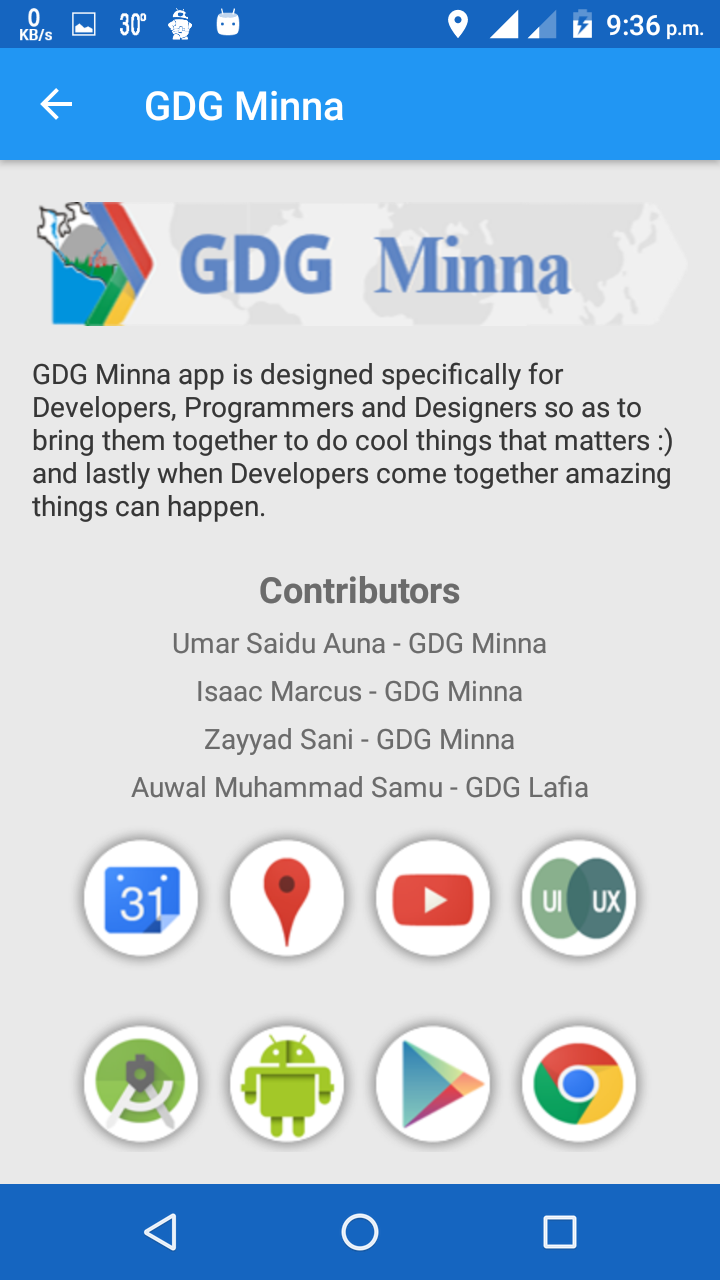 0
KB/s
30°
9:36 p.m.
GDG Minna
GDG Minna
GDG Minna app is designed specifically for
Developers, Programmers and Designers so as to
bring them together to do cool things that matters :)
and lastly when Developers come together amazing
things can happen.
Contributors
Umar Saidu Auna - GDG Minna
Isaac Marcus - GDG Minna
Zayyad Sani - GDG Minna
Auwal Muhammad Samu - GDG Lafia
31
UI UX